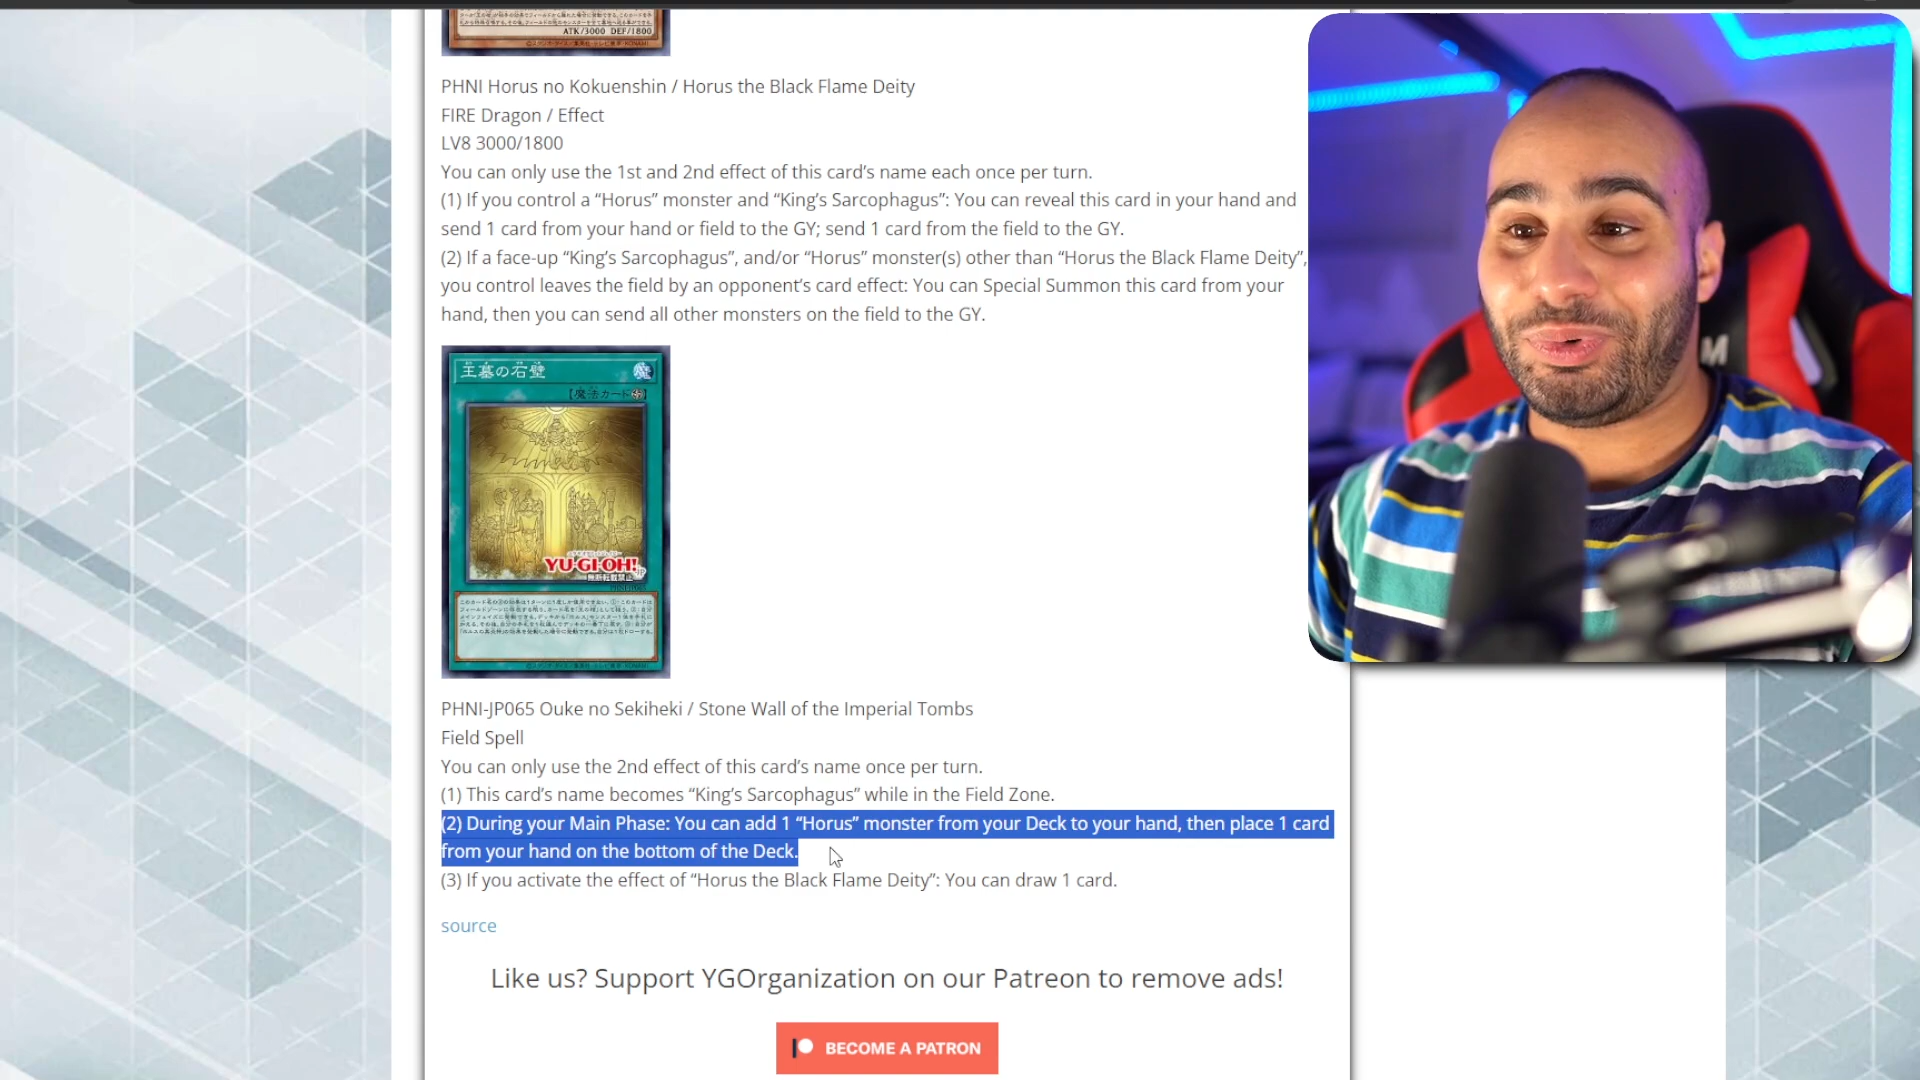 ATK/3000 DEF/1800
PHNI Horus no Kokuenshin / Horus the Black Flame Deity
FIRE Dragon / Effect
LV8 3000/1800
You can only use the 1st and 2nd effect of this card’s name each once per turn.
(1) If you control a “Horus” monster and “King’s Sarcophagus”: You can reveal this card in your hand and
send 1 card from your hand or field to the GY; send 1 card from the field to the GY.
(2) If a face-up “King’s Sarcophagus”, and/or “Horus” monster(s) other than “Horus the Black Flame Deity”,
you control leaves the field by an opponent’s card effect: You can Special Summon this card from your
hand, then you can send all other monsters on the field to the GY.
王墓の石壁
【魔法カード】
YU-GI-OH!
無断転載禁止
PHNI-JP065 Ouke no Sekiheki / Stone Wall of the Imperial Tombs
Field Spell
You can only use the 2nd effect of this card’s name once per turn.
(1) This card’s name becomes “King’s Sarcophagus” while in the Field Zone.
(2) During your Main Phase: You can add 1 “Horus” monster from your Deck to your hand, then place 1 card
from your hand on the bottom of the Deck.
(3) If you activate the effect of “Horus the Black Flame Deity”: You can draw 1 card.
source
Like us? Support YGOrganization on our Patreon to remove ads!
BECOME A PATRON